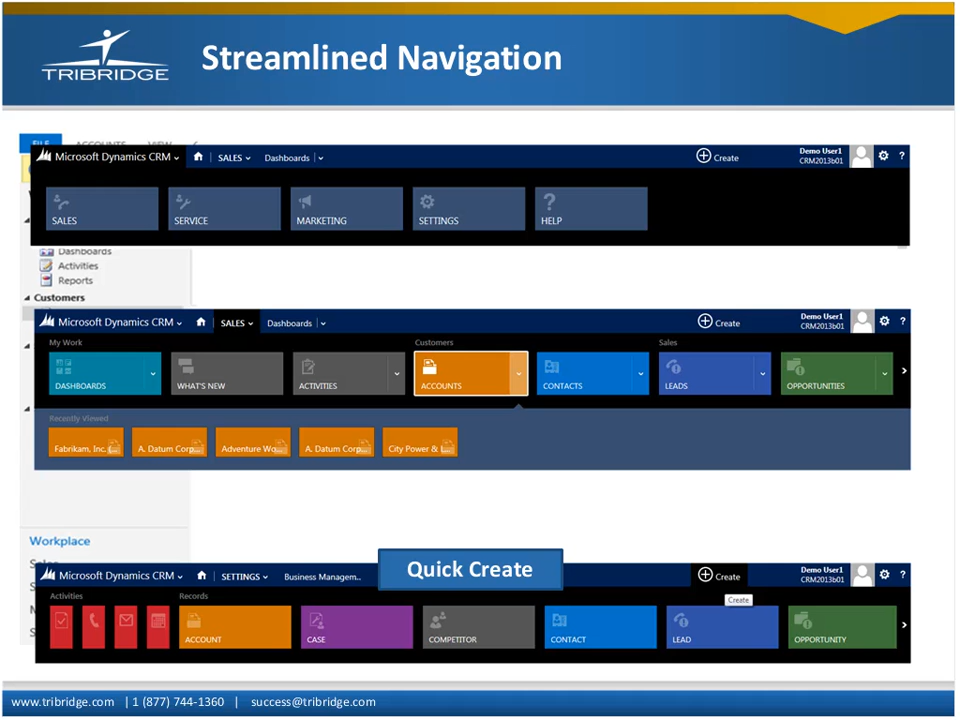 TRIBRIDGE
Streamlined Navigation
FILE ACCOUNTS VIEW
Microsoft Dynamics CRM SALES Dashboards Create Demo User1 ?
CRM2013b01
SALES SERVICE MARKETING SETTINGS HELP
Dashboards
Activities
Reports
Customers
Microsoft Dynamics CRM SALES Dashboards Create Demo User1 ?
CRM2013b01
My Work Customers Sales
DASHBOARDS WHAT'S NEW ACTIVITIES ACCOUNTS CONTACTS LEADS OPPORTUNITIES
Recently Viewed
Fabrikam, Inc. A. Datum Corp... Adventure Wo... A. Datum Corp... City Power &
Workplace
Quick Create
Microsoft Dynamics CRM SETTINGS Business Managem... Create Demo User1 ?
CRM2013b01
Activities Records Create
ACCOUNT CASE COMPETITOR CONTACT LEAD OPPORTUNITY
www.tribridge.com | 1 (877) 744-1360 | success@tribridge.com